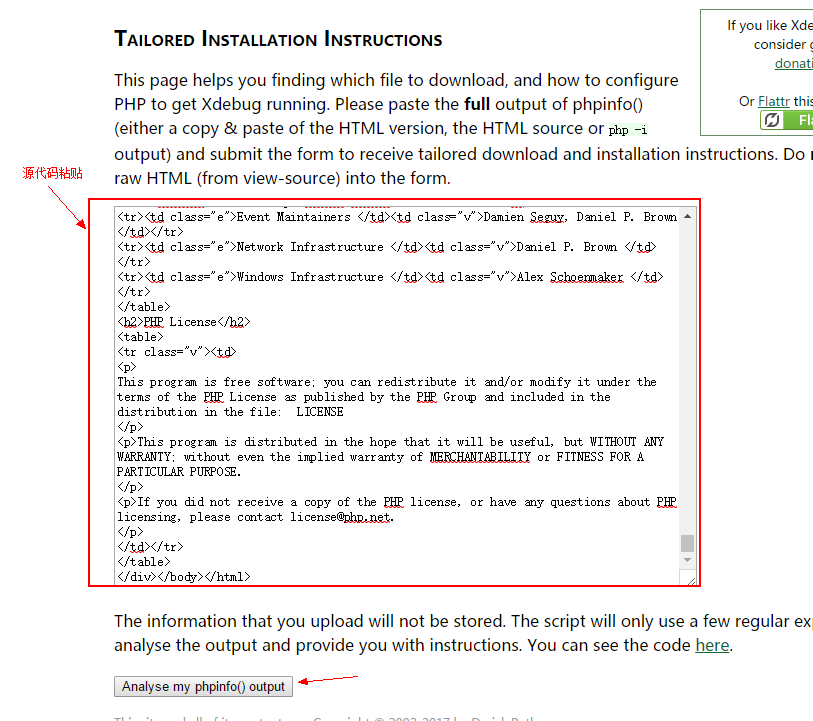 TAILORED INSTALLATION INSTRUCTIONS
If you like Xde
consider g
donati
Or Flattr this
Fla
This page helps you finding which file to download, and how to configure
PHP to get Xdebug running. Please paste the full output of phpinfo()
(either a copy & paste of the HTML version, the HTML source or php -i
output) and submit the form to receive tailored download and installation instructions. Do
raw HTML (from view-source) into the form.
源代码粘贴
<tr><td class="e">Event Maintainers </td><td class="v">Damien Seguy, Daniel P. Brown
</td></tr>
<tr><td class="e">Network Infrastructure </td><td class="v">Daniel P. Brown </td>
</tr>
<tr><td class="e">Windows Infrastructure </td><td class="v">Alex Schoenmaker </td>
</tr>
</table>
<h2>PHP License</h2>
<table>
<tr class="v"><td>
<p>
This program is free software; you can redistribute it and/or modify it under the
terms of the PHP License as published by the PHP Group and included in the
distribution in the file:  LICENSE
</p>
<p>This program is distributed in the hope that it will be useful, but WITHOUT ANY
WARRANTY; without even the implied warranty of MERCHANTABILITY or FITNESS FOR A
PARTICULAR PURPOSE.
</p>
<p>If you did not receive a copy of the PHP license, or have any questions about PHP
licensing, please contact license@php.net.
</p>
</td></tr>
</table>
</div></body></html>
The information that you upload will not be stored. The script will only use a few regular exp
analyse the output and provide you with instructions. You can see the code here.
Analyse my phpinfo() output